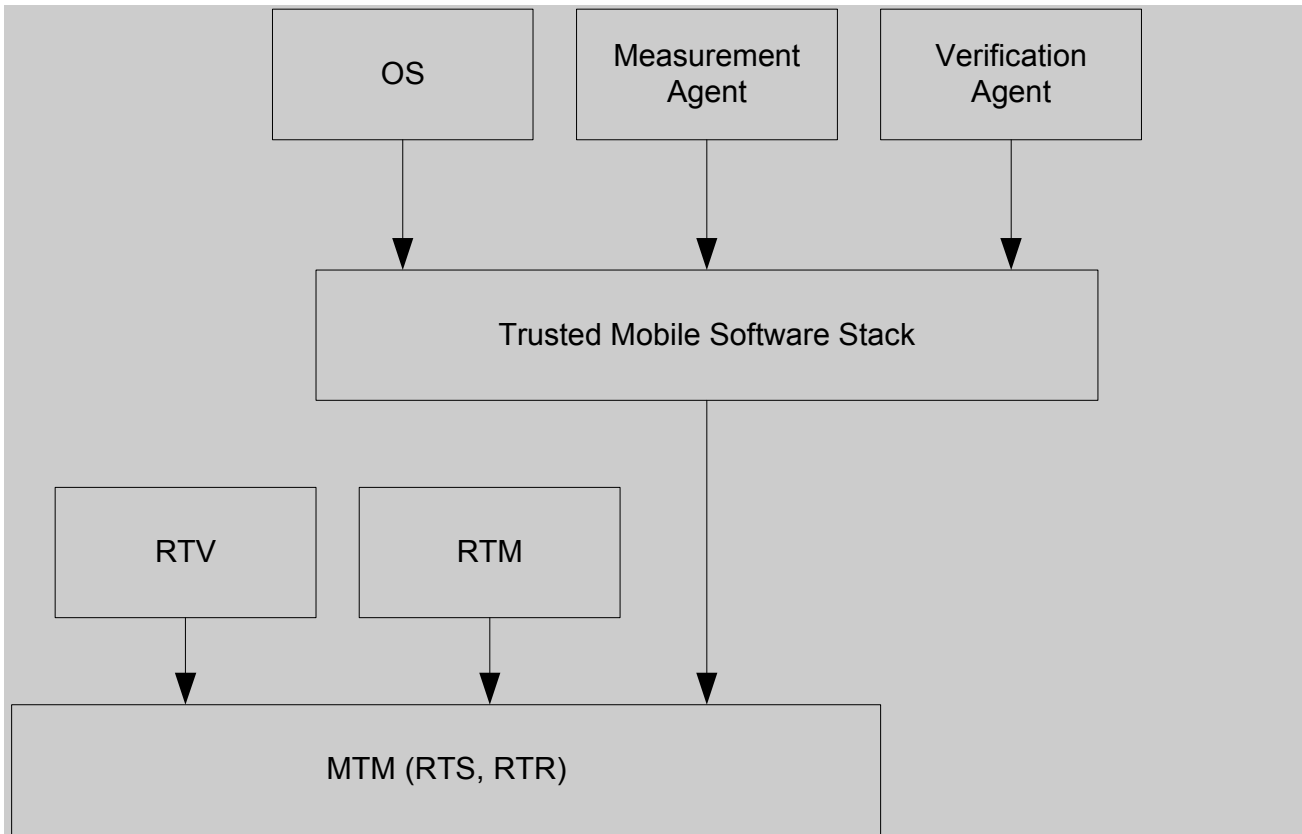 OS
Measurement
Agent
Verification
Agent
Trusted Mobile Software Stack
RTV
RTM
MTM (RTS, RTR)